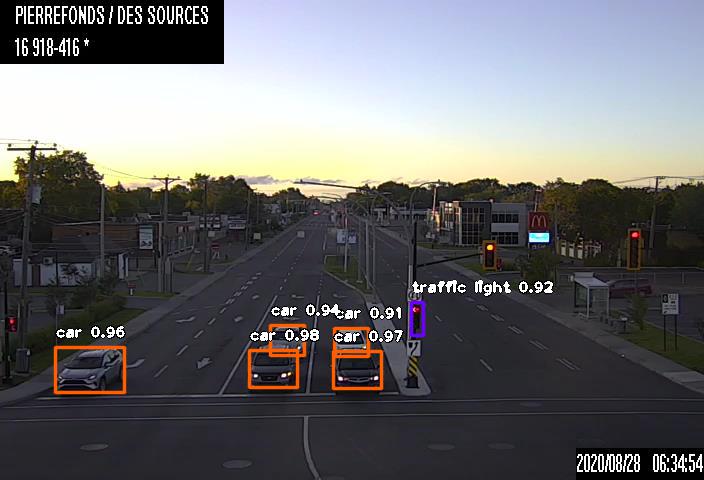 PIERREFONDS / DES SOURCES
16 918-416 *
traffic light 0.92
car 0.94
car 0.91
car 0.96
car 0.98
car 0.97
2020/08/28 06:34:54